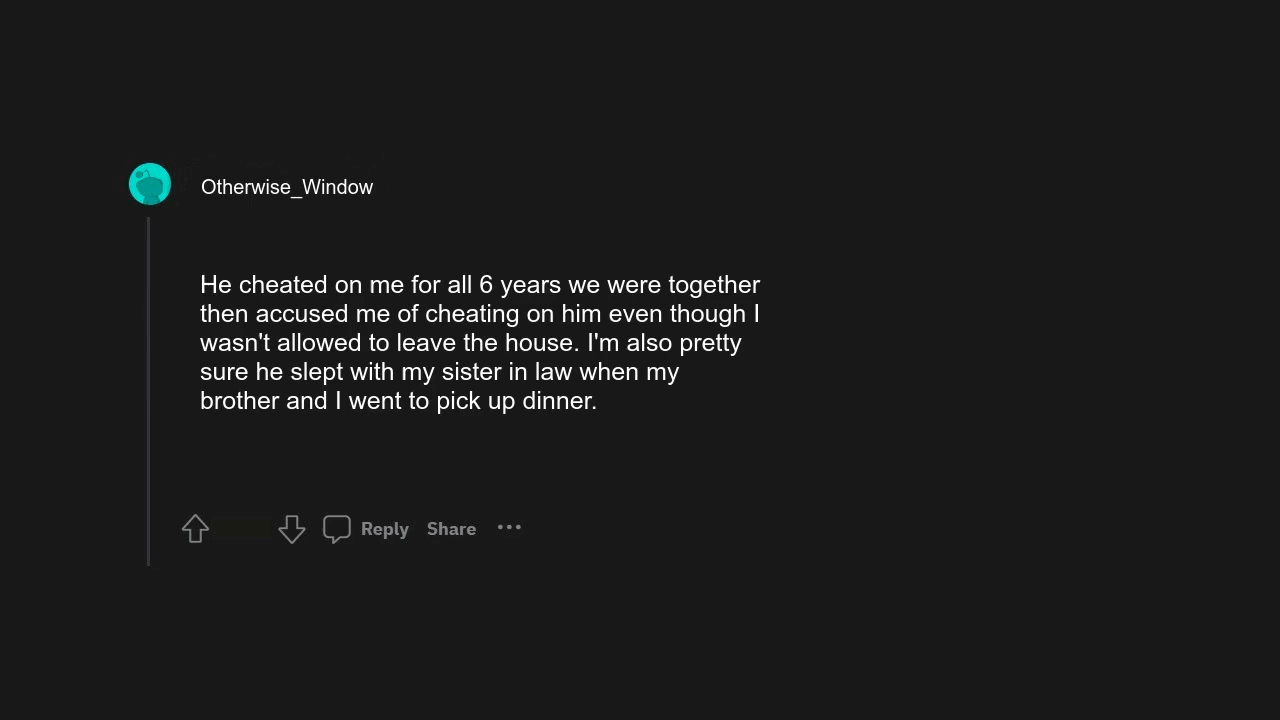 Otherwise_Window
He cheated on me for all 6 years we were together
then accused me of cheating on him even though I
wasn't allowed to leave the house. I'm also pretty
sure he slept with my sister in law when my
brother and I went to pick up dinner.
Reply Share